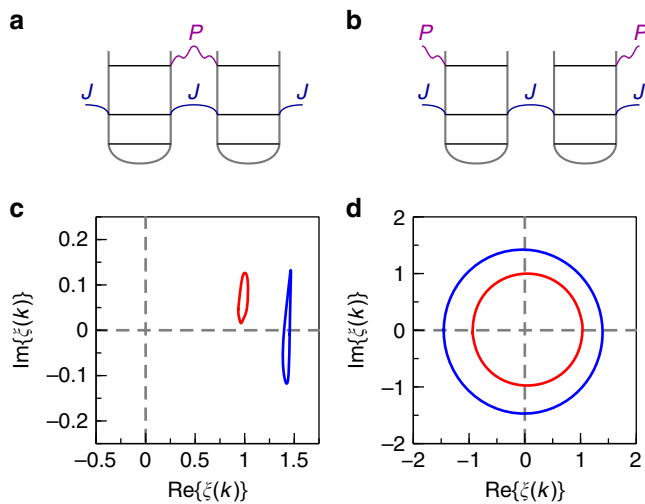 a
P
J J J
b
P P
J J J
c
0.2
0.1
0
−0.1
−0.2
Im{ξ(k)}
−0.5 0 0.5 1 1.5
Re{ξ(k)}
d
2
1
0
−1
−2
Im{ξ(k)}
−2 −1 0 1 2
Re{ξ(k)}